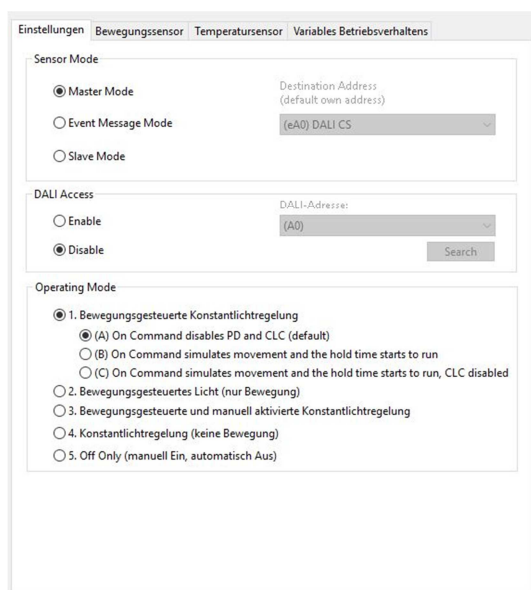 Einstellungen Bewegungssensor Temperatursensor Variables Betriebsverhaltens
Sensor Mode
Master Mode
Destination Address
(default own address)
Event Message Mode
(eA0) DALI CS
Slave Mode
DALI Access
DALI-Adresse:
Enable
(A0)
Disable
Search
Operating Mode
1. Bewegungsgesteuerte Konstantlichtregelung
(A) On Command disables PD and CLC (default)
(B) On Command simulates movement and the hold time starts to run
(C) On Command simulates movement and the hold time starts to run, CLC disabled
2. Bewegungsgesteuertes Licht (nur Bewegung)
3. Bewegungsgesteuerte und manuell aktivierte Konstantlichtregelung
4. Konstantlichtregelung (keine Bewegung)
5. Off Only (manuell Ein, automatisch Aus)